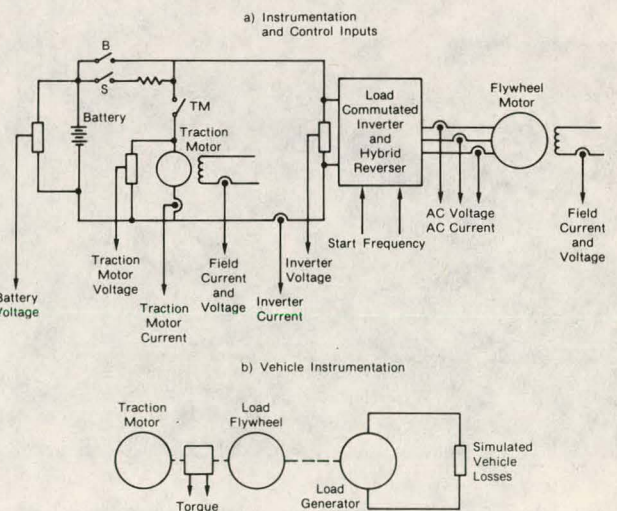 a) Instrumentation
and Control Inputs
B
S
TM
Battery
Traction
Motor
Load
Commutated
Inverter
and
Hybrid
Reverser
Flywheel
Motor
AC Voltage
AC Current
Start Frequency
Field
Current
and
Voltage
Battery
Voltage
Traction
Motor
Voltage
Traction
Motor
Current
Field
Current
and
Voltage
Inverter
Current
Inverter
Voltage
b) Vehicle Instrumentation
Traction
Motor
Load
Flywheel
Torque
Load
Generator
Simulated
Vehicle
Losses